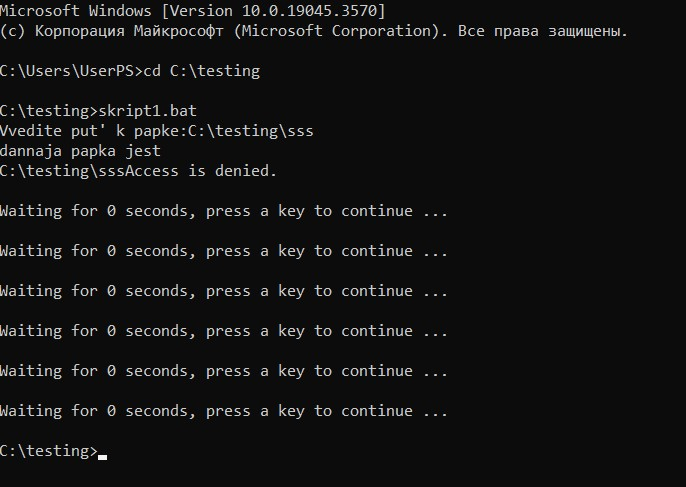 Microsoft Windows [Version 10.0.19045.3570]
(c) Корпорация Майкрософт (Microsoft Corporation). Все права защищены.
C:\Users\UserPS>cd C:\testing
C:\testing>skript1.bat
Vvedite put' k papke:C:\testing\sss
dannaja papka jest
C:\testing\sssAccess is denied.
Waiting for 0 seconds, press a key to continue ...
Waiting for 0 seconds, press a key to continue ...
Waiting for 0 seconds, press a key to continue ...
Waiting for 0 seconds, press a key to continue ...
Waiting for 0 seconds, press a key to continue ...
Waiting for 0 seconds, press a key to continue ...
C:\testing>